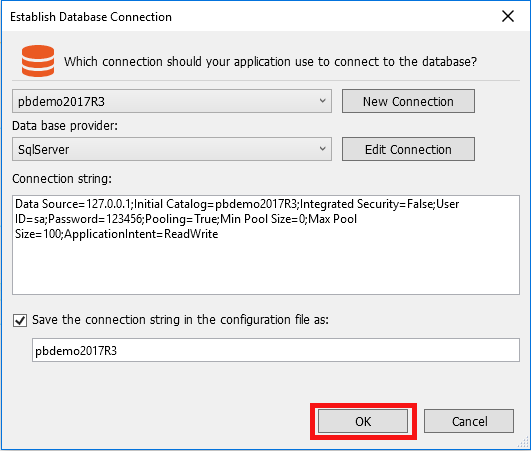 Establish Database Connection
Which connection should your application use to connect to the database?
pbdemo2017R3
New Connection
Data base provider:
SqlServer
Edit Connection
Connection string:
Data Source=127.0.0.1;Initial Catalog=pbdemo2017R3;Integrated Security=False;User
ID=sa;Password=123456;Pooling=True;Min Pool Size=0;Max Pool
Size=100;ApplicationIntent=ReadWrite
Save the connection string in the configuration file as:
pbdemo2017R3
OK
Cancel